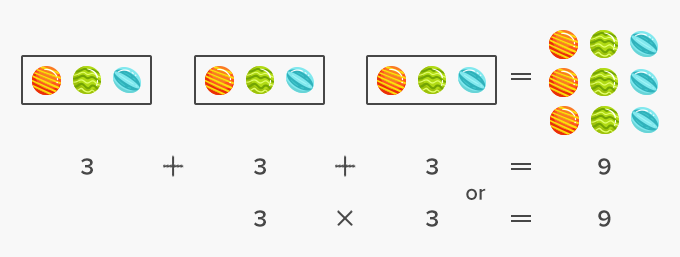 =
3 + 3 + 3 = 9
or
3 × 3 = 9